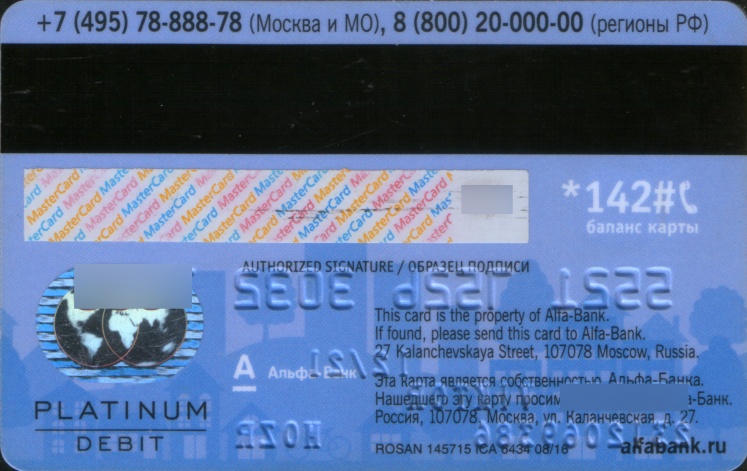 +7 (495) 78-888-78 (Москва и МО), 8 (800) 20-000-00 (регионы РФ)
*142#
баланс карты
AUTHORIZED SIGNATURE / ОБРАЗЕЦ ПОДПИСИ
This card is the property of Alfa-Bank.
If found, please send this card to Alfa-Bank.
27 Kalanchevskaya Street, 107078 Moscow, Russia.
А Альфа-Банк
Эта карта является собственностью Альфа-Банка.
Нашедшего эту карту просим а-Банк.
Россия, 107078, Москва, ул. Каланчевская, д. 27.
PLATINUM
DEBIT
ROSAN 145715 ICA 6434 08/16
alfabank.ru